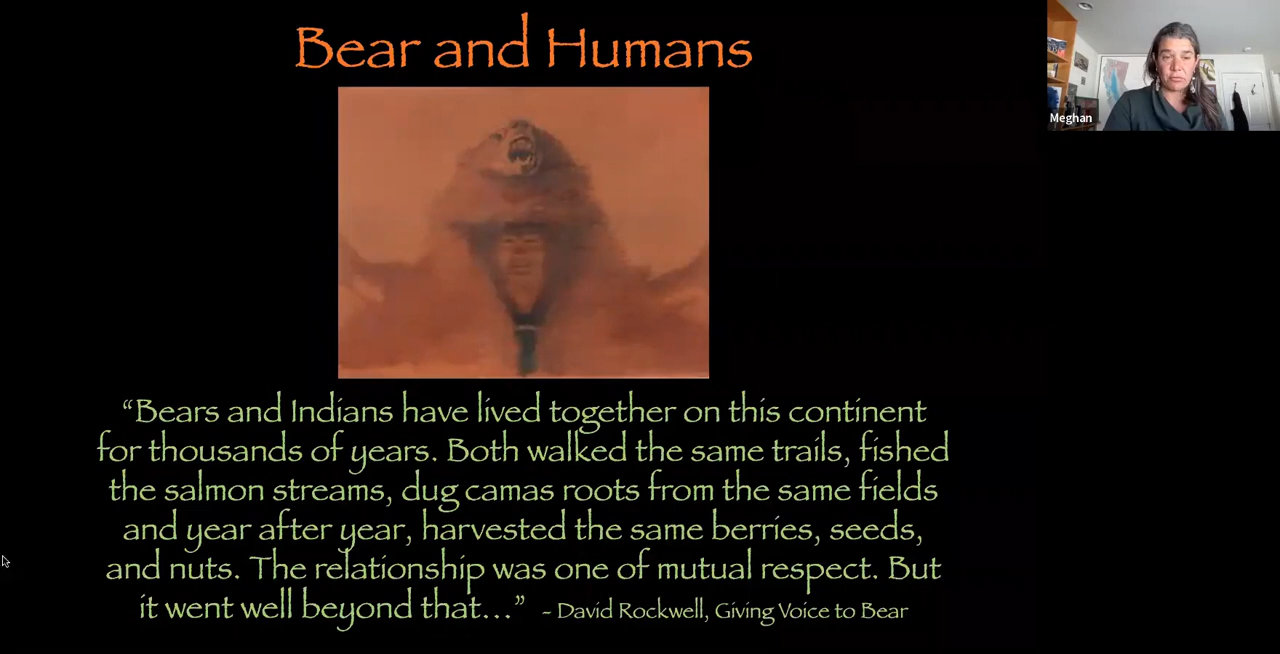 Bear and Humans
Meghan
“Bears and Indians have lived together on this continent
for thousands of years. Both walked the same trails, fished
the salmon streams, dug camas roots from the same fields
and year after year, harvested the same berries, seeds,
and nuts. The relationship was one of mutual respect. But
it went well beyond that...” - David Rockwell, Giving Voice to Bear